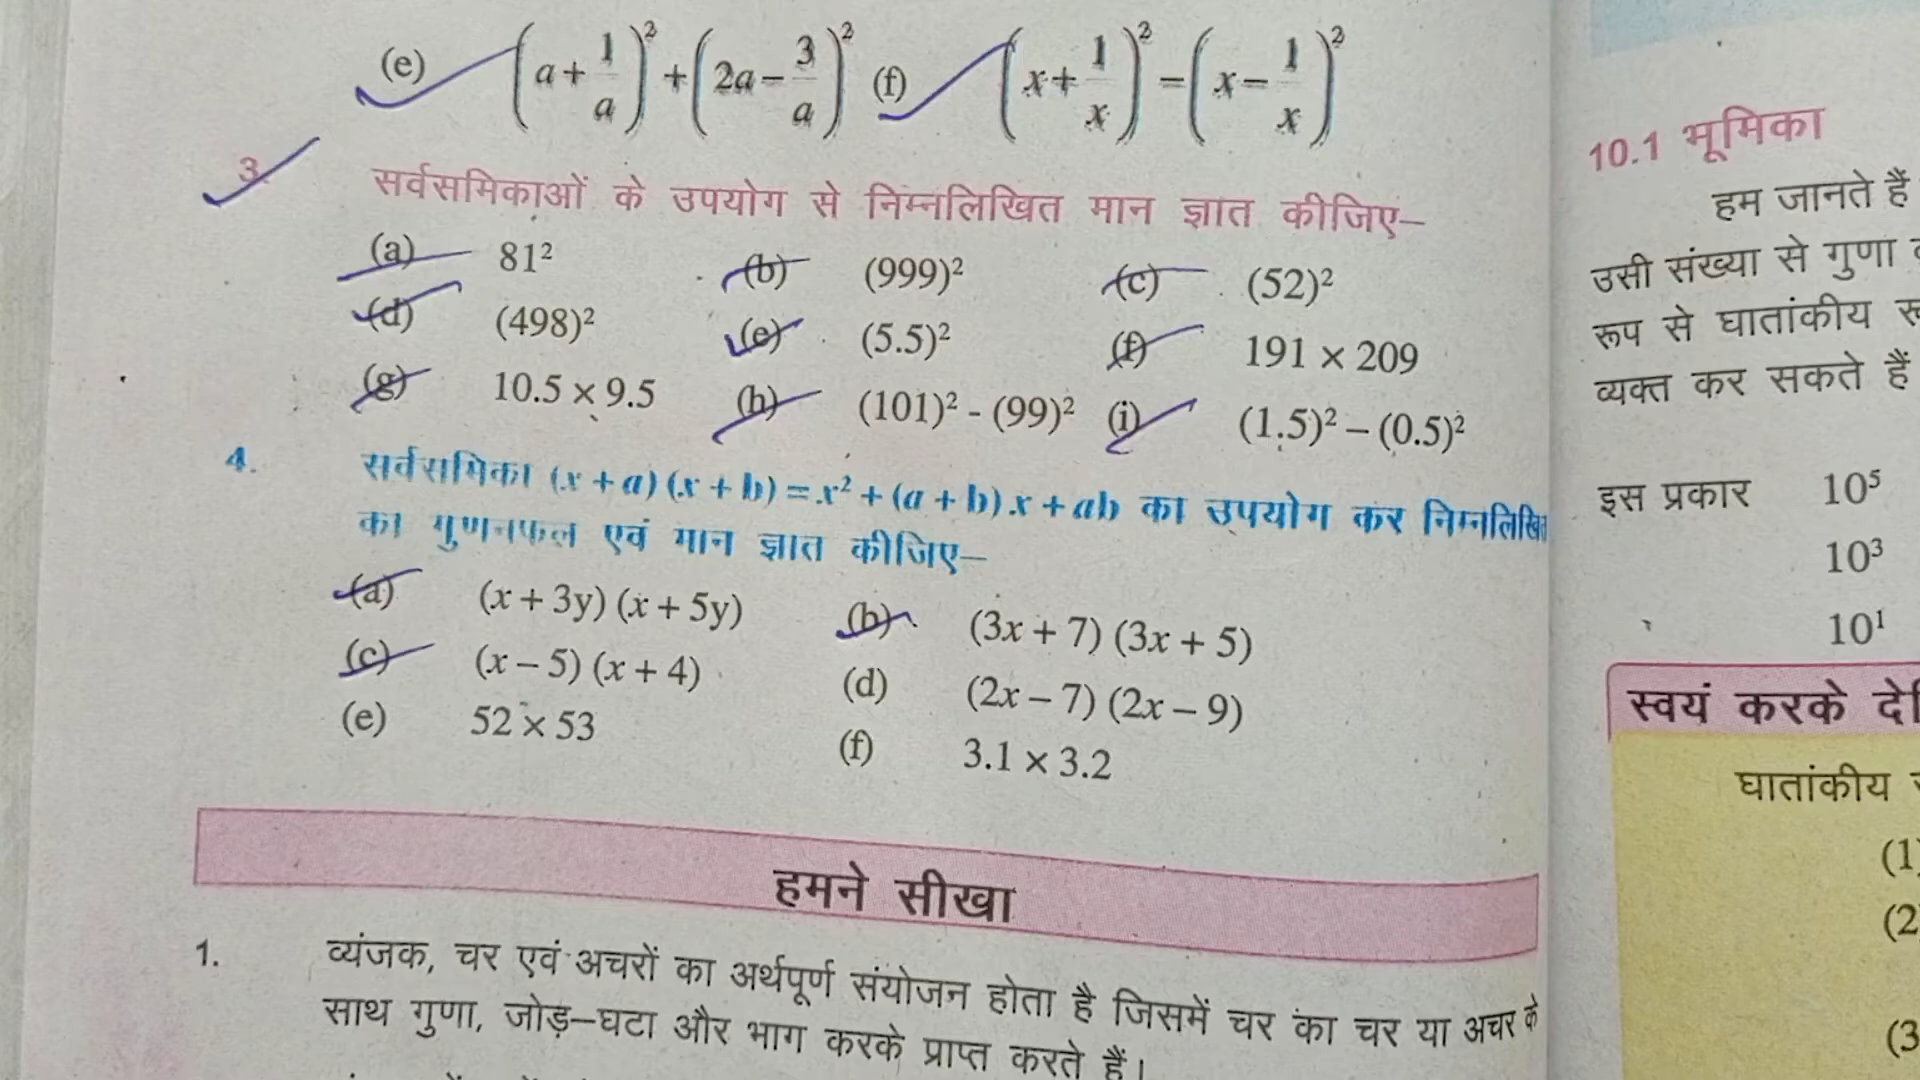 (e) (a + 1/a)² + (2a − 3/a)² (f) (x + 1/x)² = (x − 1/x)²
3. सर्वसमिकाओं के उपयोग से निम्नलिखित मान ज्ञात कीजिए–
(a) 81² (b) (999)² (c) (52)²
(d) (498)² (e) (5.5)² (f) 191 × 209
(g) 10.5 × 9.5 (h) (101)² - (99)² (i) (1.5)² – (0.5)²
4. सर्वसमिका (x + a) (x + b) = x² + (a + b) x + ab का उपयोग कर निम्नलिखित
का गुणनफल एवं मान ज्ञात कीजिए–
(a) (x + 3y) (x + 5y) (b) (3x + 7) (3x + 5)
(c) (x – 5) (x + 4) (d) (2x – 7) (2x – 9)
(e) 52 × 53 (f) 3.1 × 3.2
हमने सीखा
1. व्यंजक, चर एवं अचरों का अर्थपूर्ण संयोजन होता है जिसमें चर का चर या अचर के
साथ गुणा, जोड़–घटा और भाग करके प्राप्त करते हैं।
10.1 भूमिका
हम जानते हैं
उसी संख्या से गुणा
रूप से घातांकीय
व्यक्त कर सकते हैं
इस प्रकार 10⁵
10³
10¹
स्वयं करके
घातांकीय
(1)
(2
(3